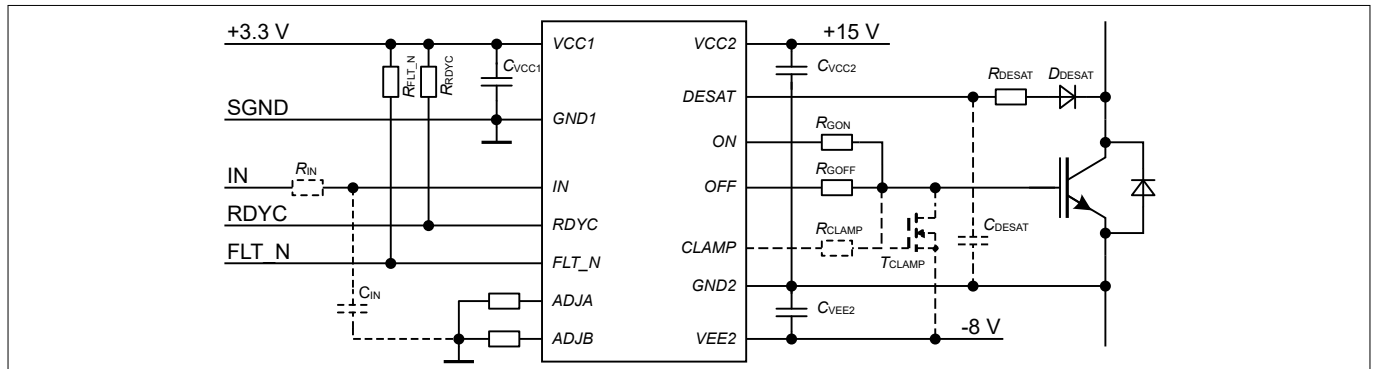 +3.3 V
SGND
IN
RDYC
FLT_N
RFLT_N
RRDYC
CVCC1
RIN
CIN
VCC1
GND1
IN
RDYC
FLT_N
ADJA
ADJB
VCC2
DESAT
ON
OFF
CLAMP
GND2
VEE2
+15 V
CVCC2
RDESAT
DDESAT
RGON
RGOFF
RCLAMP
TCLAMP
CDESAT
CVEE2
-8 V